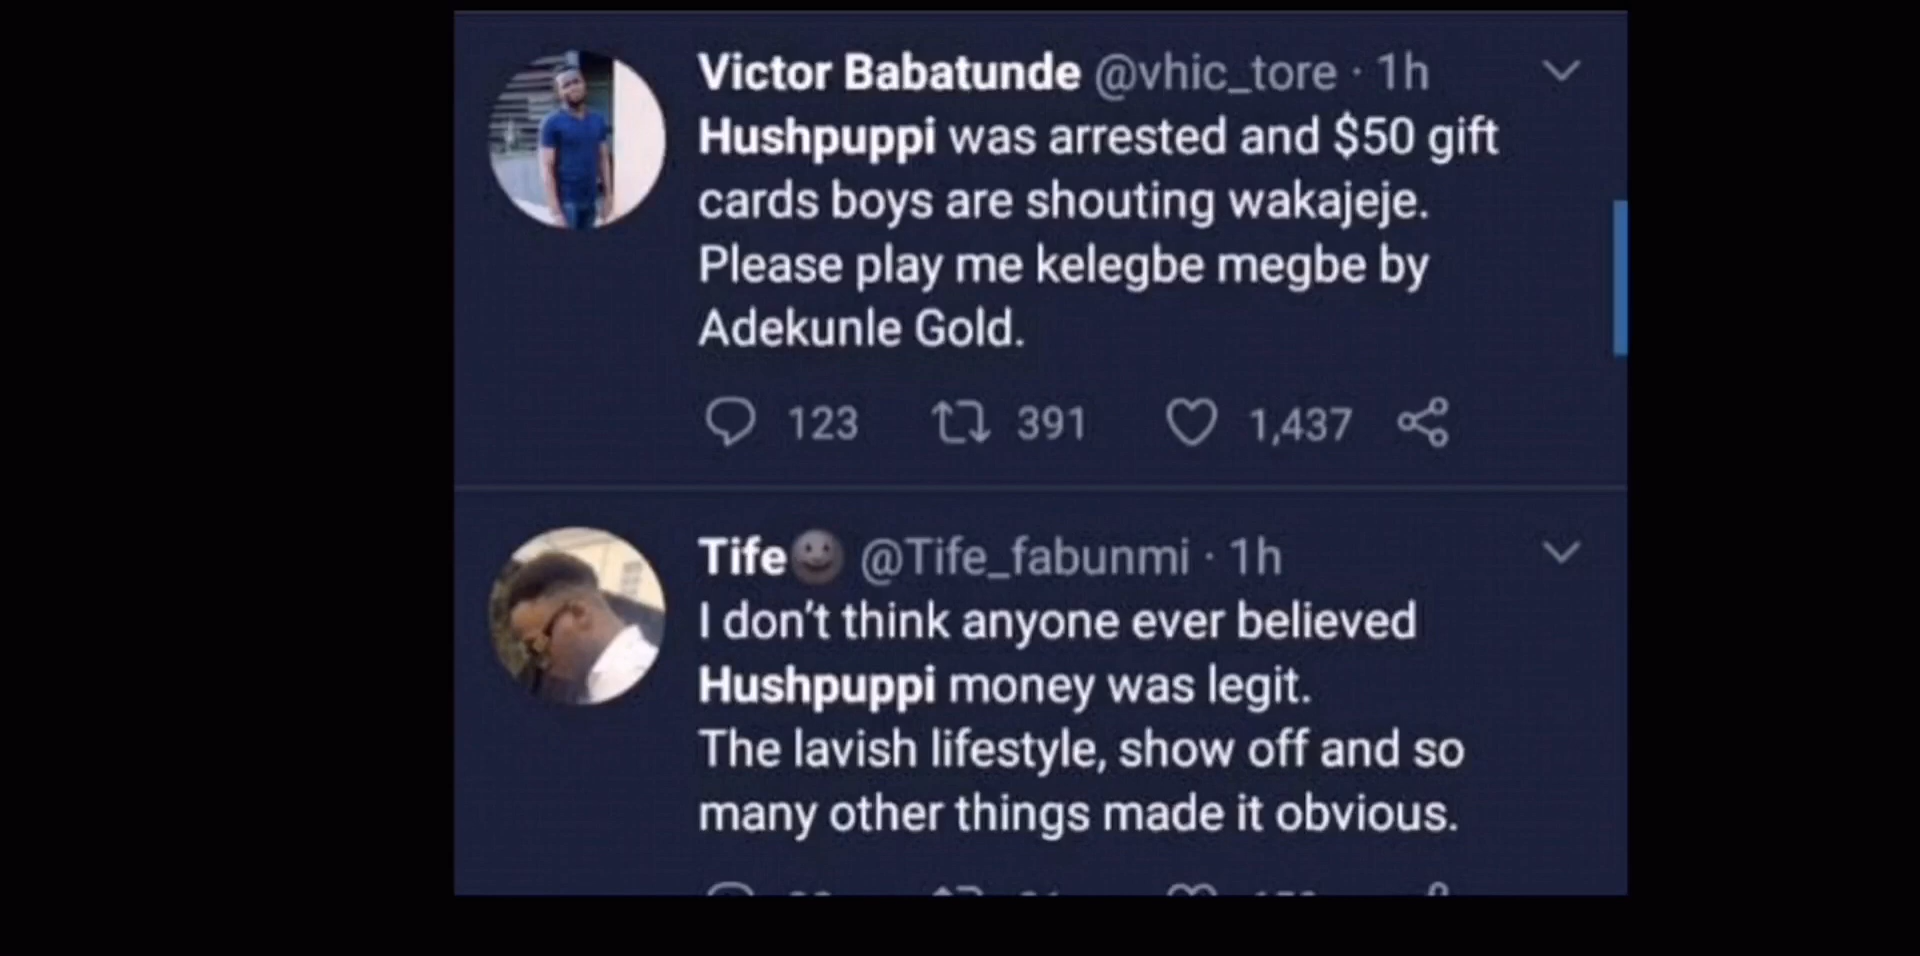 Victor Babatunde @vhic_tore · 1h
Hushpuppi was arrested and $50 gift
cards boys are shouting wakajeje.
Please play me kelegbe megbe by
Adekunle Gold.
123 391 1,437
Tife @Tife_fabunmi · 1h
I don't think anyone ever believed
Hushpuppi money was legit.
The lavish lifestyle, show off and so
many other things made it obvious.